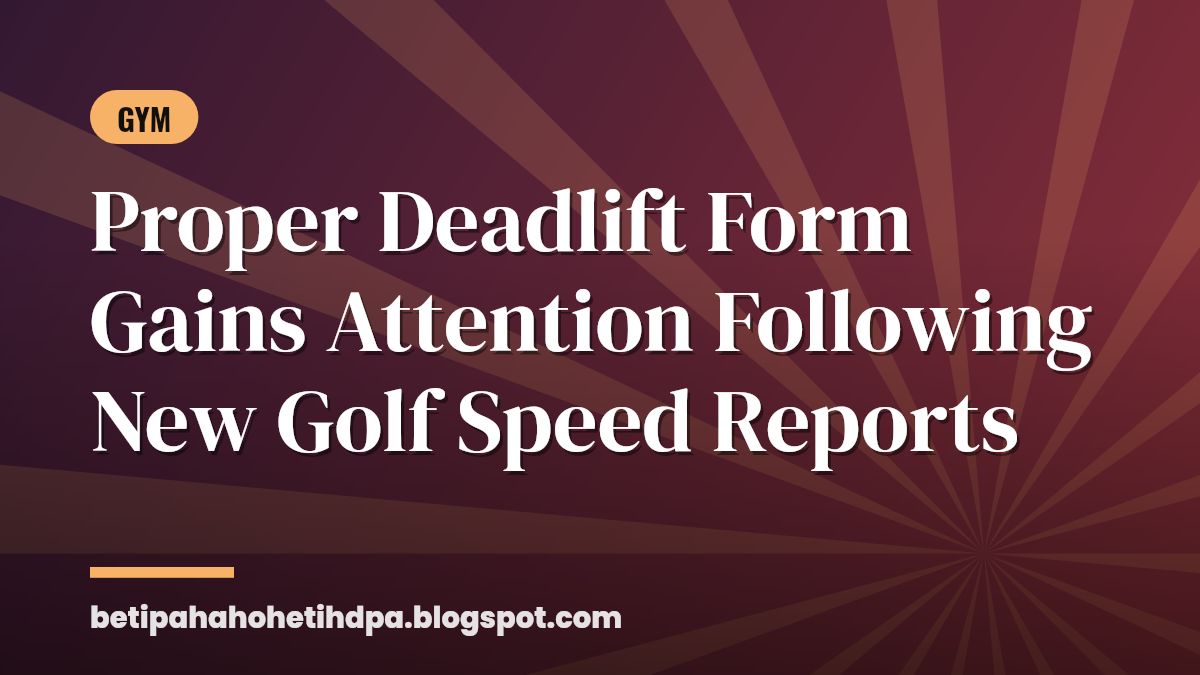 GYM
Proper Deadlift Form
Gains Attention Following
New Golf Speed Reports
betipahahohetihdpa.blogspot.com